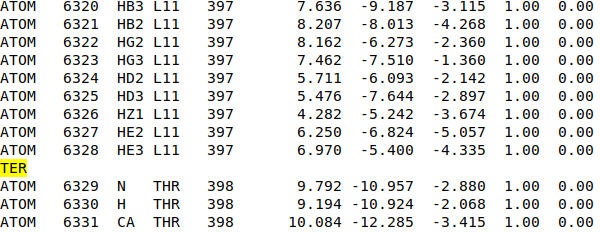 ATOM   6320  HB3 L11   397       7.636  -9.187  -3.115  1.00  0.00
ATOM   6321  HB2 L11   397       8.207  -8.013  -4.268  1.00  0.00
ATOM   6322  HG2 L11   397       8.162  -6.273  -2.360  1.00  0.00
ATOM   6323  HG3 L11   397       7.462  -7.510  -1.360  1.00  0.00
ATOM   6324  HD2 L11   397       5.711  -6.093  -2.142  1.00  0.00
ATOM   6325  HD3 L11   397       5.476  -7.644  -2.897  1.00  0.00
ATOM   6326  HZ1 L11   397       4.282  -5.242  -3.674  1.00  0.00
ATOM   6327  HE2 L11   397       6.250  -6.824  -5.057  1.00  0.00
ATOM   6328  HE3 L11   397       6.970  -5.400  -4.335  1.00  0.00
TER
ATOM   6329  N   THR   398       9.792 -10.957  -2.880  1.00  0.00
ATOM   6330  H   THR   398       9.194 -10.924  -2.068  1.00  0.00
ATOM   6331  CA  THR   398      10.084 -12.285  -3.415  1.00  0.00